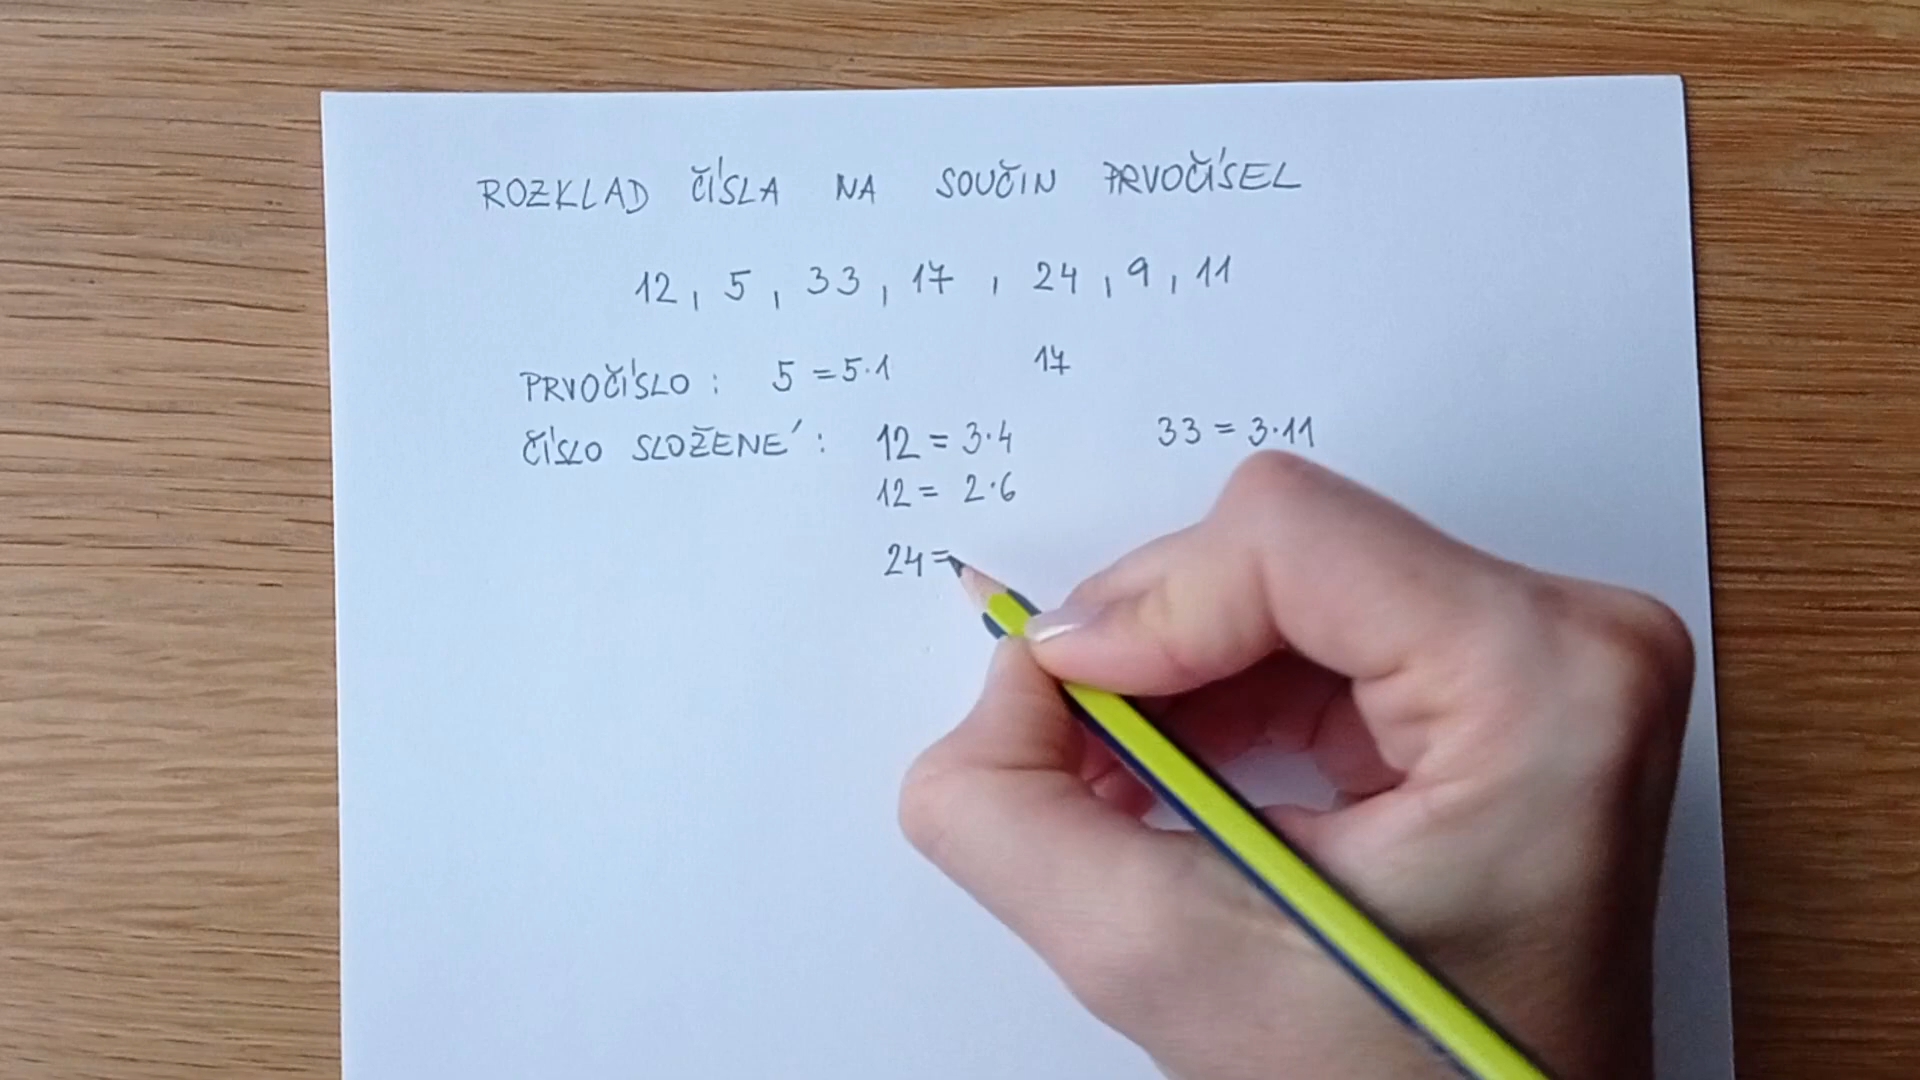 ROZKLAD ČÍSLA NA SOUČIN PRVOČÍSEL
12, 5, 33, 17, 24, 9, 11
PRVOČÍSLO: 5 = 5·1 17
ČÍSLO SLOŽENÉ: 12 = 3·4 33 = 3·11
12 = 2·6
24 =